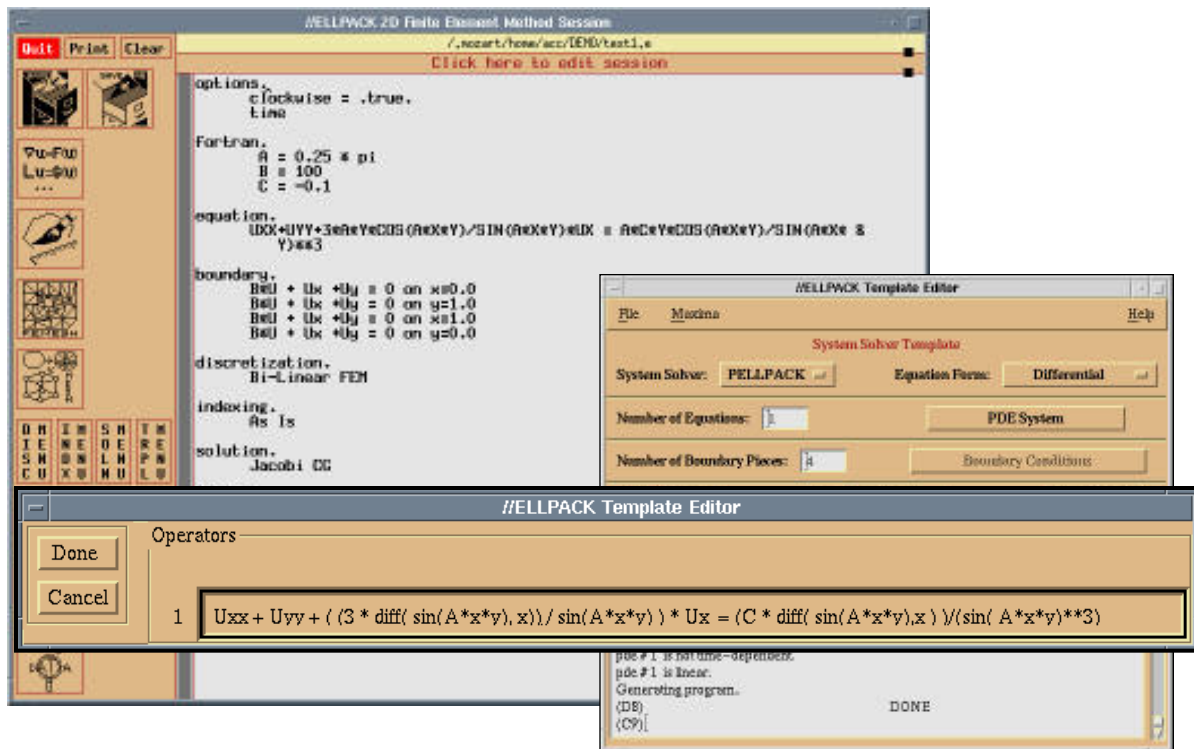 //ELLPACK 2D Finite Element Method Session
Quit Print Clear
/.mozart/home/acc/DEMO/test1.e
Click here to edit session
options.
clockwise = .true.
time
fortran.
A = 0.25 * pi
B = 100
C = -0.1
equation.
UXX+UYY+3*A*Y*COS(A*X*Y)/SIN(A*X*Y)*UX = A*C*Y*COS(A*X*Y)/SIN(A*X* &
Y)**3
boundary.
B*U + Ux +Uy = 0 on x=0.0
B*U + Ux +Uy = 0 on y=1.0
B*U + Ux +Uy = 0 on x=1.0
B*U + Ux +Uy = 0 on y=0.0
discretization.
Bi-Linear FEM
indexing.
As Is
solution.
Jacobi CG
//ELLPACK Template Editor
File Maxima Help
System Solver Template
System Solver: PELLPACK Equation Form: Differential
Number of Equations: 1 PDE System
Number of Boundary Pieces: 4 Boundary Conditions
//ELLPACK Template Editor
Done
Cancel
Operators
1 Uxx + Uyy + ( (3 * diff( sin(A*x*y), x))/ sin(A*x*y) ) * Ux = (C * diff( sin(A*x*y),x ) )/(sin( A*x*y)**3)
pde # 1 is not time-dependent.
pde # 1 is linear.
Generating program.
(D8) DONE
(C9)